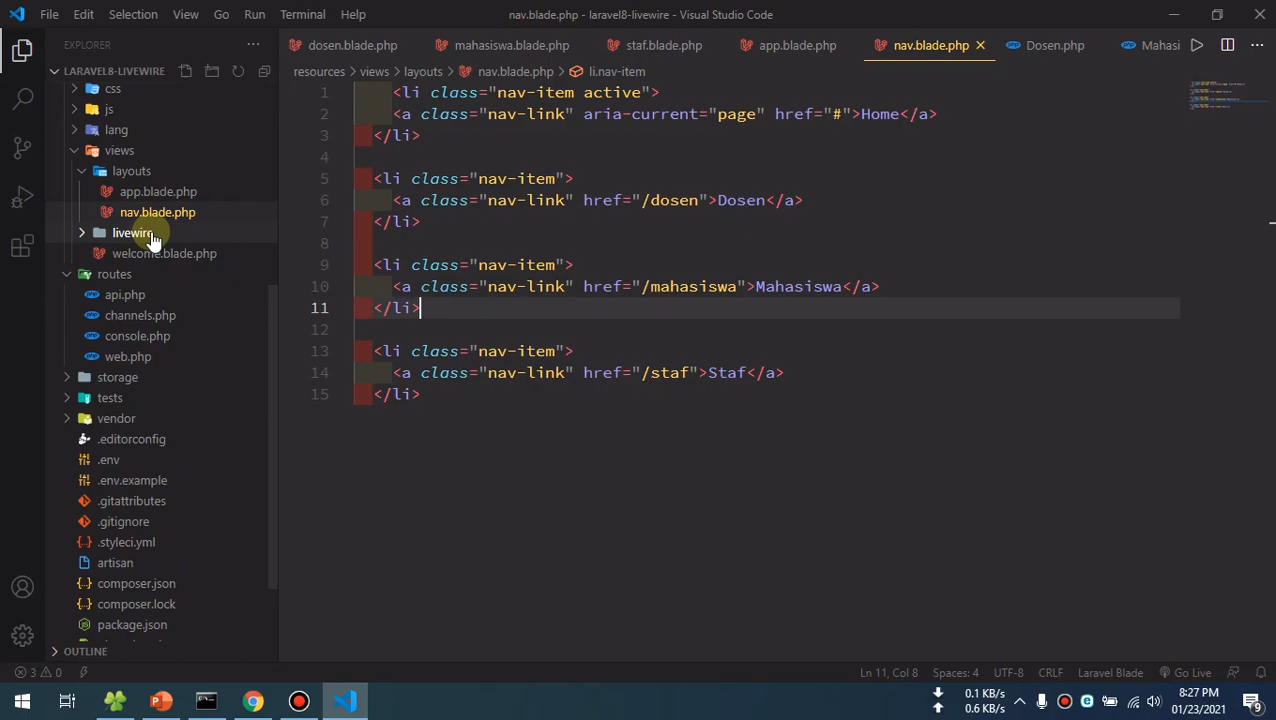 File Edit Selection View Go Run Terminal Help nav.blade.php - laravel8-livewire - Visual Studio Code
EXPLORER
dosen.blade.php mahasiswa.blade.php staf.blade.php app.blade.php nav.blade.php Dosen.php Mahasi
LARAVEL8-LIVEWIRE
resources > views > layouts > nav.blade.php > li.nav-item
css
js
lang
views
layouts
app.blade.php
nav.blade.php
livewire
welcome.blade.php
routes
api.php
channels.php
console.php
web.php
storage
tests
vendor
.editorconfig
.env
.env.example
.gitattributes
.gitignore
.styleci.yml
artisan
composer.json
composer.lock
package.json
OUTLINE
1 <li class="nav-item active">
2 <a class="nav-link" aria-current="page" href="#">Home</a>
3 </li>
4
5 <li class="nav-item">
6 <a class="nav-link" href="/dosen">Dosen</a>
7 </li>
8
9 <li class="nav-item">
10 <a class="nav-link" href="/mahasiswa">Mahasiswa</a>
11 </li>
12
13 <li class="nav-item">
14 <a class="nav-link" href="/staf">Staf</a>
15 </li>
3 0 Ln 11, Col 8 Spaces: 4 UTF-8 CRLF Laravel Blade Go Live
0.1 KB/s
0.6 KB/s
8:27 PM
01/23/2021
9